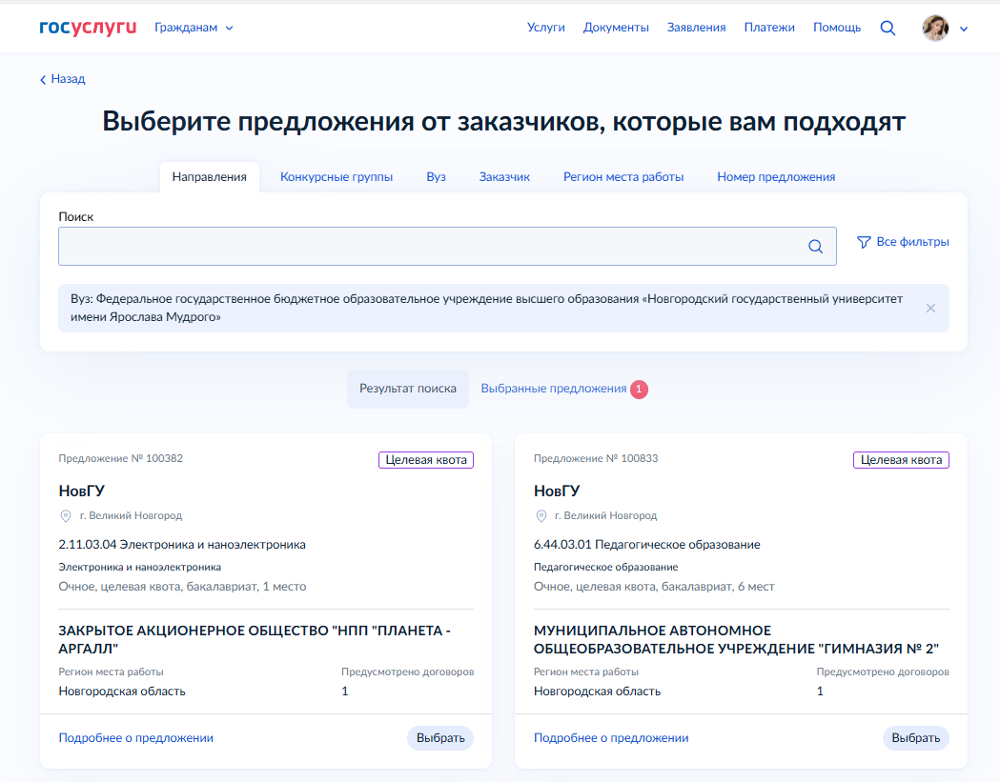 госуслуги Гражданам Услуги Документы Заявления Платежи Помощь
Назад
Выберите предложения от заказчиков, которые вам подходят
Направления Конкурсные группы Вуз Заказчик Регион места работы Номер предложения
Поиск
Все фильтры
Вуз: Федеральное государственное бюджетное образовательное учреждение высшего образования «Новгородский государственный университет
имени Ярослава Мудрого»
Результат поиска Выбранные предложения 1
Предложение № 100382 Целевая квота
НовГУ
г. Великий Новгород
2.11.03.04 Электроника и наноэлектроника
Электроника и наноэлектроника
Очное, целевая квота, бакалавриат, 1 место
ЗАКРЫТОЕ АКЦИОНЕРНОЕ ОБЩЕСТВО "НПП "ПЛАНЕТА -
АРГАЛЛ"
Регион места работы Предусмотрено договоров
Новгородская область 1
Подробнее о предложении Выбрать
Предложение № 100833 Целевая квота
НовГУ
г. Великий Новгород
6.44.03.01 Педагогическое образование
Педагогическое образование
Очное, целевая квота, бакалавриат, 6 мест
МУНИЦИПАЛЬНОЕ АВТОНОМНОЕ
ОБЩЕОБРАЗОВАТЕЛЬНОЕ УЧРЕЖДЕНИЕ "ГИМНАЗИЯ № 2"
Регион места работы Предусмотрено договоров
Новгородская область 1
Подробнее о предложении Выбрать